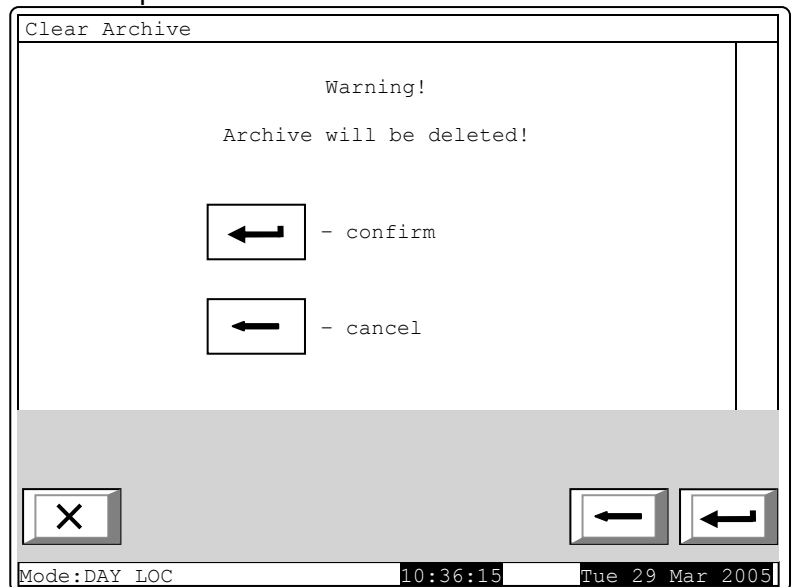 Clear Archive
Warning!
Archive will be deleted!
- confirm
- cancel
Mode:DAY LOC 10:36:15 Tue 29 Mar 2005